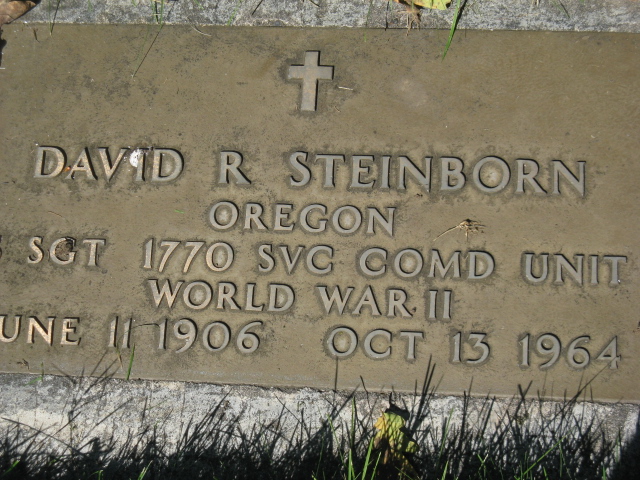 DAVID R STEINBORN
OREGON
SGT 1770 SVC COMD UNIT
WORLD WAR II
UNE 11 1906 OCT 13 1964